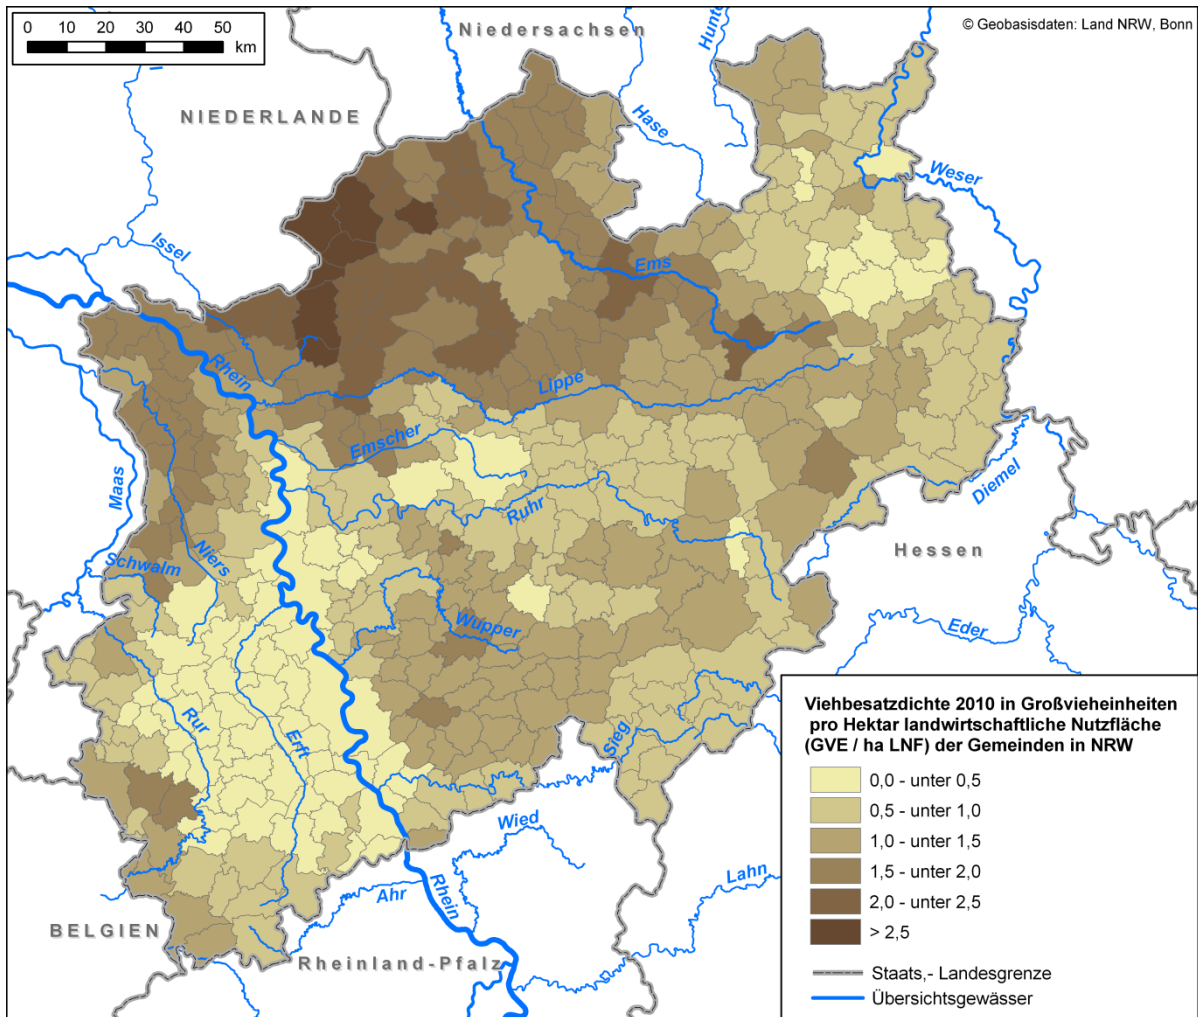 0 10 20 30 40 50
km
© Geobasisdaten: Land NRW, Bonn
Niedersachsen
Hunte
NIEDERLANDE
Hase
Weser
Issel
Ems
Rhein
Lippe
Emscher
Maas
Ruhr
Diemel
Niers
Schwalm
Hessen
Wupper
Eder
Rur
Erft
Sieg
Wied
Lahn
Ahr
Rhein
BELGIEN
Rheinland-Pfalz
Viehbesatzdichte 2010 in Großvieheinheiten
pro Hektar landwirtschaftliche Nutzfläche
(GVE / ha LNF) der Gemeinden in NRW
0,0 - unter 0,5
0,5 - unter 1,0
1,0 - unter 1,5
1,5 - unter 2,0
2,0 - unter 2,5
> 2,5
Staats,- Landesgrenze
Übersichtsgewässer